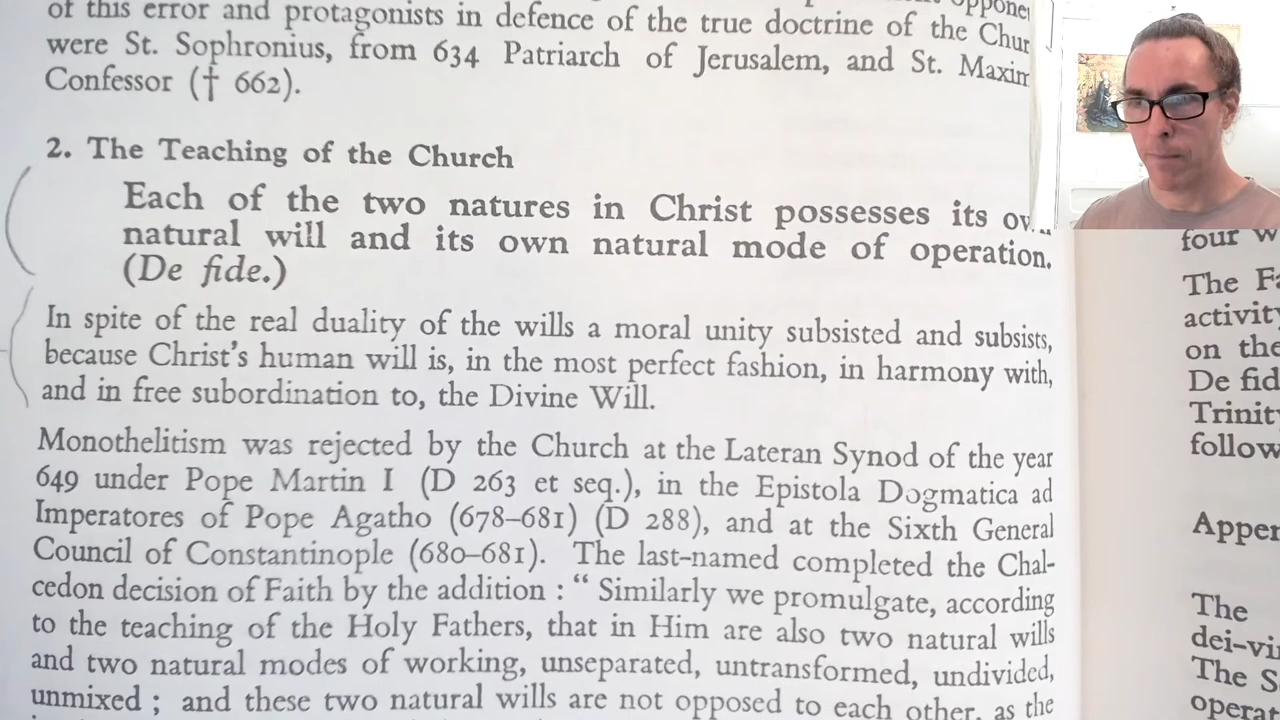 of this error and protagonists in defence of the true doctrine of the Chur
were St. Sophronius, from 634 Patriarch of Jerusalem, and St. Maxim
Confessor († 662).
2. The Teaching of the Church
Each of the two natures in Christ possesses its
natural will and its own natural mode of operation.
(De fide.)
In spite of the real duality of the wills a moral unity subsisted and subsists,
because Christ's human will is, in the most perfect fashion, in harmony with,
and in free subordination to, the Divine Will.
Monothelitism was rejected by the Church at the Lateran Synod of the year
649 under Pope Martin I (D 263 et seq.), in the Epistola Dogmatica ad
Imperatores of Pope Agatho (678–681) (D 288), and at the Sixth General
Council of Constantinople (680–681). The last-named completed the Chal-
cedon decision of Faith by the addition : “ Similarly we promulgate, according
to the teaching of the Holy Fathers, that in Him are also two natural wills
and two natural modes of working, unseparated, untransformed, undivided,
unmixed ; and these two natural wills are not opposed to each other, as the
four w
The Fa
activity
on the
De fid
Trinity
follow
Apper
The
dei-vi
The S
operat